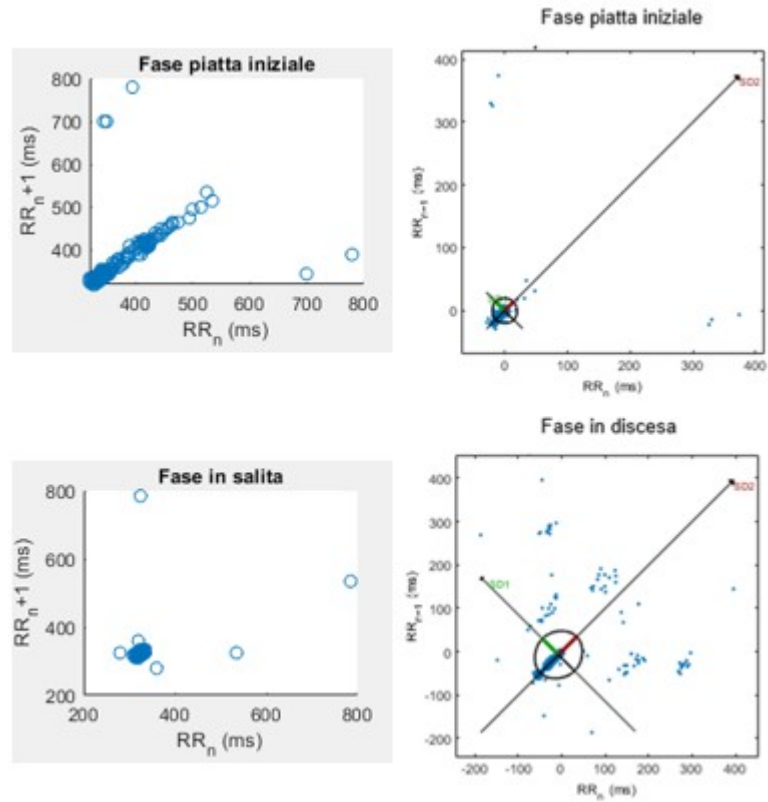 Fase piatta iniziale
800
700
600
500
400
RRn+1 (ms)
400 500 600 700 800
RRn (ms)
Fase piatta iniziale
400
300
200
100
0
RRn+1 (ms)
SD2
0 100 200 300 400
RRn (ms)
Fase in salita
800
600
400
200
RRn+1 (ms)
200 400 600 800
RRn (ms)
Fase in discesa
400
300
200
100
0
-100
-200
RRn+1 (ms)
SD2
SD1
-200 -100 0 100 200 300 400
RRn (ms)